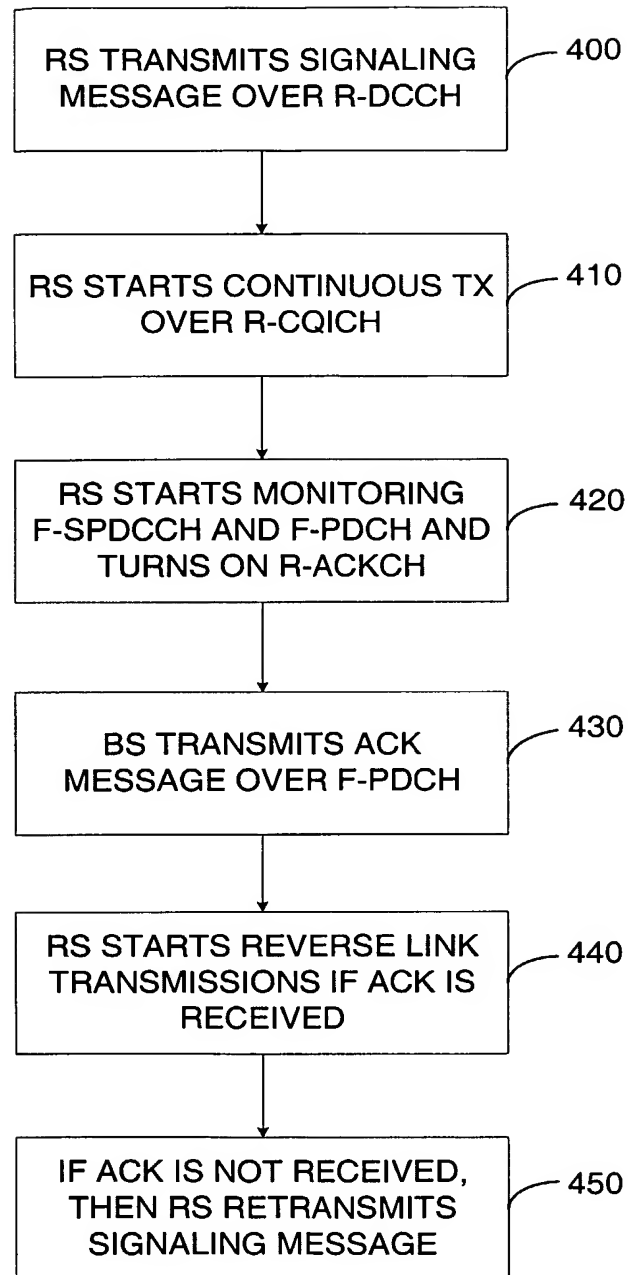 RS TRANSMITS SIGNALING
MESSAGE OVER R-DCCH
400
RS STARTS CONTINUOUS TX
OVER R-CQICH
410
RS STARTS MONITORING
F-SPDCCH AND F-PDCH AND
TURNS ON R-ACKCH
420
BS TRANSMITS ACK
MESSAGE OVER F-PDCH
430
RS STARTS REVERSE LINK
TRANSMISSIONS IF ACK IS
RECEIVED
440
IF ACK IS NOT RECEIVED,
THEN RS RETRANSMITS
SIGNALING MESSAGE
450